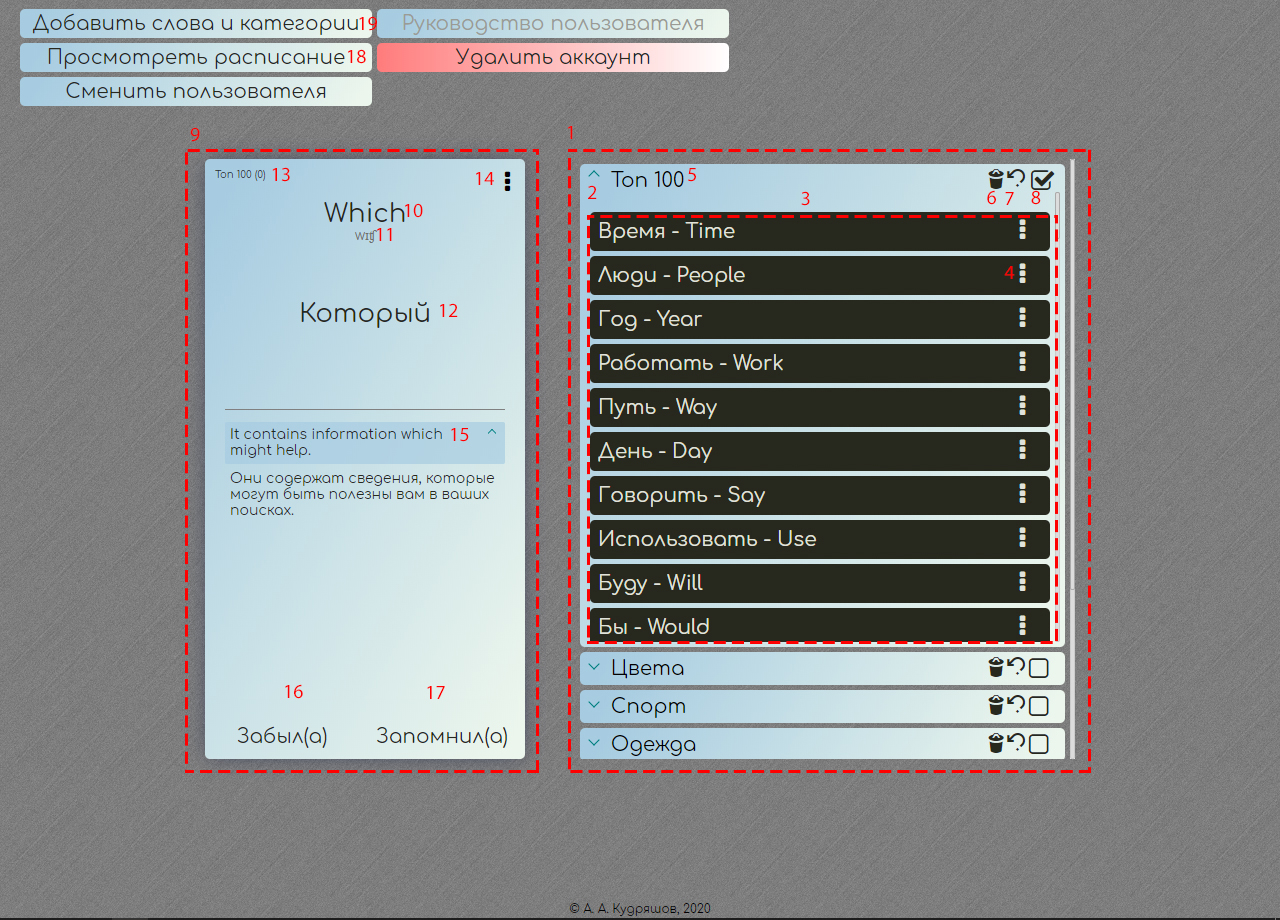 Добавить слова и категории 19
Руководство пользователя
Просмотреть расписание 18
Удалить аккаунт
Сменить пользователя
9
1
Топ 100 (0) 13
14
Which 10
wɪʧ 11
Который 12
It contains information which 15
might help.
Они содержат сведения, которые
могут быть полезны вам в ваших
поисках.
16
17
Забыл(а)
Запомнил(а)
Топ 100 5
2
3
6 7 8
Время - Time
Люди - People 4
Год - Year
Работать - Work
Путь - Way
День - Day
Говорить - Say
Использовать - Use
Буду - Will
Бы - Would
Цвета
Спорт
Одежда
© А. А. Кудряшов, 2020